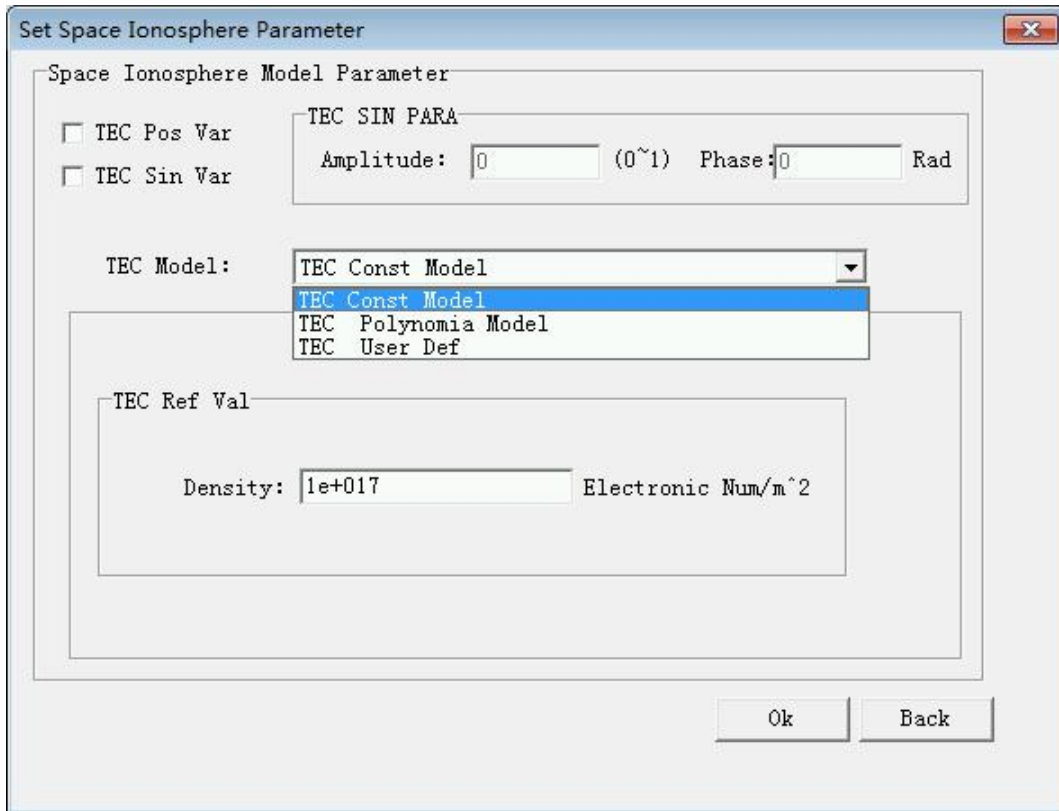 Set Space Ionosphere Parameter
Space Ionosphere Model Parameter
TEC Pos Var
TEC Sin Var
TEC SIN PARA
Amplitude: 0 (0~1) Phase: 0 Rad
TEC Model: TEC Const Model
TEC Const Model
TEC Polynomia Model
TEC User Def
TEC Ref Val
Density: 1e+017 Electronic Num/m^2
Ok Back